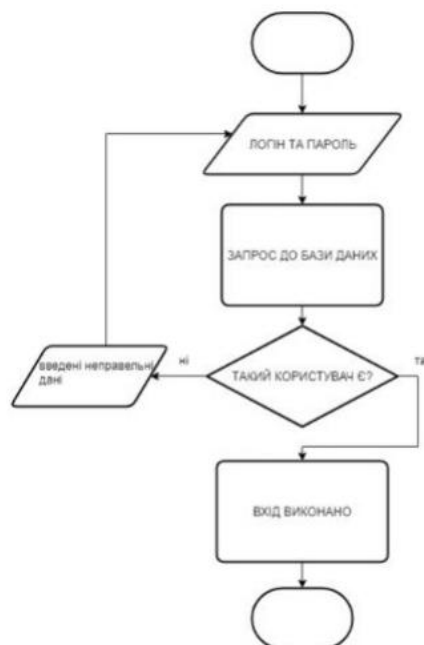 ЛОГІН ТА ПАРОЛЬ
ЗАПРОС ДО БАЗИ ДАНИХ
ТАКИЙ КОРИСТУВАЧ Є?
ні
та
введені неправельні
дані
ВХІД ВИКОНАНО